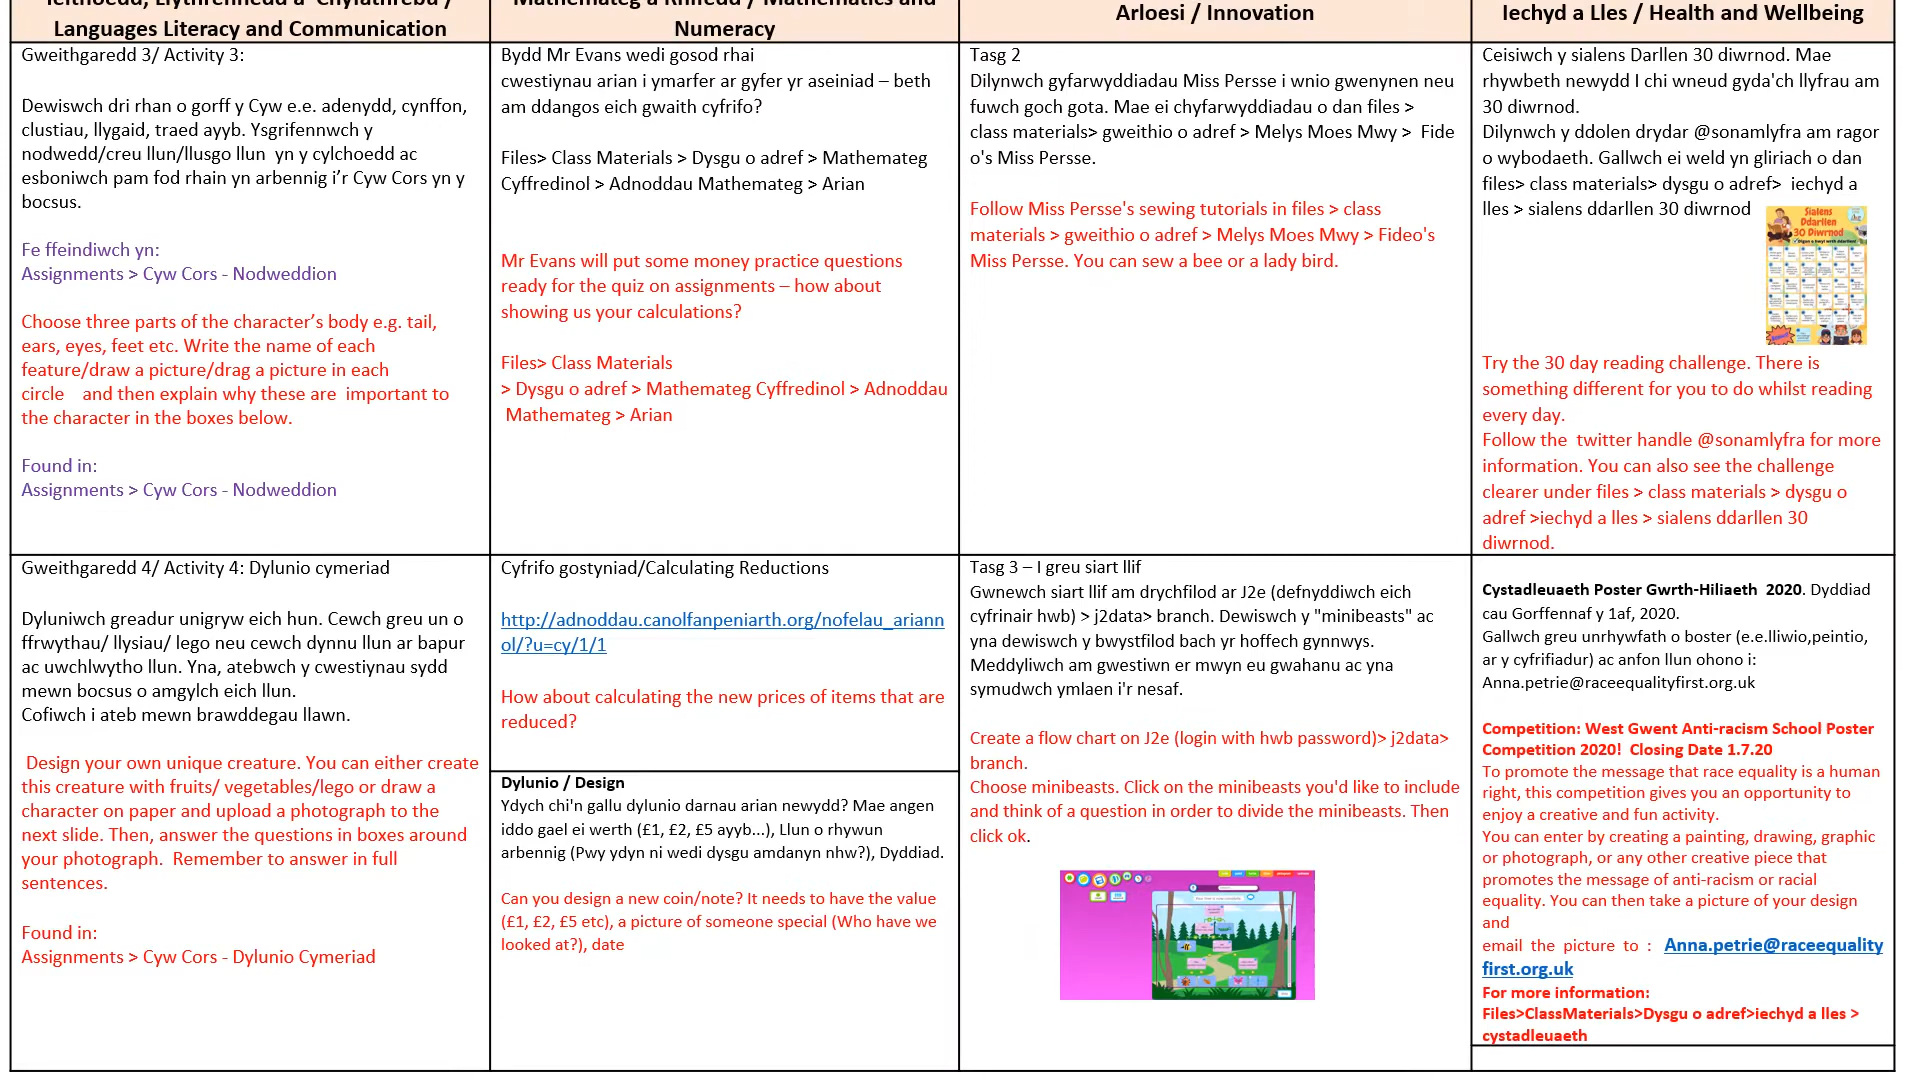 Ieithoedd, Llythrennedd a Chyfathrebu /
Languages Literacy and Communication
Mathemateg a Rhifedd / Mathematics and
Numeracy
Arloesi / Innovation
Iechyd a Lles / Health and Wellbeing
Gweithgaredd 3/ Activity 3:
Dewiswch dri rhan o gorff y Cyw e.e. adenydd, cynffon,
clustiau, llygaid, traed ayyb. Ysgrifennwch y
nodwedd/creu llun/llusgo llun  yn y cylchoedd ac
esboniwch pam fod rhain yn arbennig i'r Cyw Cors yn y
bocsus.
Fe ffeindiwch yn:
Assignments > Cyw Cors - Nodweddion
Choose three parts of the character's body e.g. tail,
ears, eyes, feet etc. Write the name of each
feature/draw a picture/drag a picture in each
circle    and then explain why these are  important to
the character in the boxes below.
Found in:
Assignments > Cyw Cors - Nodweddion
Bydd Mr Evans wedi gosod rhai
cwestiynau arian i ymarfer ar gyfer yr aseiniad – beth
am ddangos eich gwaith cyfrifo?
Files> Class Materials > Dysgu o adref > Mathemateg
Cyffredinol > Adnoddau Mathemateg > Arian
Mr Evans will put some money practice questions
ready for the quiz on assignments – how about
showing us your calculations?
Files> Class Materials
> Dysgu o adref > Mathemateg Cyffredinol > Adnoddau
Mathemateg > Arian
Tasg 2
Dilynwch gyfarwyddiadau Miss Persse i wnio gwenynen neu
fuwch goch gota. Mae ei chyfarwyddiadau o dan files >
class materials> gweithio o adref > Melys Moes Mwy >  Fide
o's Miss Persse.
Follow Miss Persse's sewing tutorials in files > class
materials > gweithio o adref > Melys Moes Mwy > Fideo's
Miss Persse. You can sew a bee or a lady bird.
Ceisiwch y sialens Darllen 30 diwrnod. Mae
rhywbeth newydd I chi wneud gyda'ch llyfrau am
30 diwrnod.
Dilynwch y ddolen drydar @sonamlyfra am ragor
o wybodaeth. Gallwch ei weld yn gliriach o dan
files> class materials> dysgu o adref>  iechyd a
lles > sialens ddarllen 30 diwrnod
Sialens
Ddarllen
30 Diwrnod
Try the 30 day reading challenge. There is
something different for you to do whilst reading
every day.
Follow the  twitter handle @sonamlyfra for more
information. You can also see the challenge
clearer under files > class materials > dysgu o
adref >iechyd a lles > sialens ddarllen 30
diwrnod.
Gweithgaredd 4/ Activity 4: Dylunio cymeriad
Dyluniwch greadur unigryw eich hun. Cewch greu un o
ffrwythau/ llysiau/ lego neu cewch dynnu llun ar bapur
ac uwchlwytho llun. Yna, atebwch y cwestiynau sydd
mewn bocsus o amgylch eich llun.
Cofiwch i ateb mewn brawddegau llawn.
Design your own unique creature. You can either create
this creature with fruits/ vegetables/lego or draw a
character on paper and upload a photograph to the
next slide. Then, answer the questions in boxes around
your photograph.  Remember to answer in full
sentences.
Found in:
Assignments > Cyw Cors - Dylunio Cymeriad
Cyfrifo gostyniad/Calculating Reductions
http://adnoddau.canolfanpeniarth.org/nofelau_ariann
ol/?u=cy/1/1
How about calculating the new prices of items that are
reduced?
Dylunio / Design
Ydych chi'n gallu dylunio darnau arian newydd? Mae angen
iddo gael ei werth (£1, £2, £5 ayyb...), Llun o rhywun
arbennig (Pwy ydyn ni wedi dysgu amdanyn nhw?), Dyddiad.
Can you design a new coin/note? It needs to have the value
(£1, £2, £5 etc), a picture of someone special (Who have we
looked at?), date
Tasg 3 – I greu siart llif
Gwnewch siart llif am drychfilod ar J2e (defnyddiwch eich
cyfrinair hwb) > j2data> branch. Dewiswch y "minibeasts" ac
yna dewiswch y bwystfilod bach yr hoffech gynnwys.
Meddyliwch am gwestiwn er mwyn eu gwahanu ac yna
symudwch ymlaen i'r nesaf.
Create a flow chart on J2e (login with hwb password)> j2data>
branch.
Choose minibeasts. Click on the minibeasts you'd like to include
and think of a question in order to divide the minibeasts. Then
click ok.
Cystadleuaeth Poster Gwrth-Hiliaeth  2020. Dyddiad
cau Gorffennaf y 1af, 2020.
Gallwch greu unrhywfath o boster (e.e.lliwio,peintio,
ar y cyfrifiadur) ac anfon llun ohono i:
Anna.petrie@raceequalityfirst.org.uk
Competition: West Gwent Anti-racism School Poster
Competition 2020!  Closing Date 1.7.20
To promote the message that race equality is a human
right, this competition gives you an opportunity to
enjoy a creative and fun activity.
You can enter by creating a painting, drawing, graphic
or photograph, or any other creative piece that
promotes the message of anti-racism or racial
equality. You can then take a picture of your design
and
email the picture to : Anna.petrie@raceequality
first.org.uk
For more information:
Files>ClassMaterials>Dysgu o adref>iechyd a lles >
cystadleuaeth